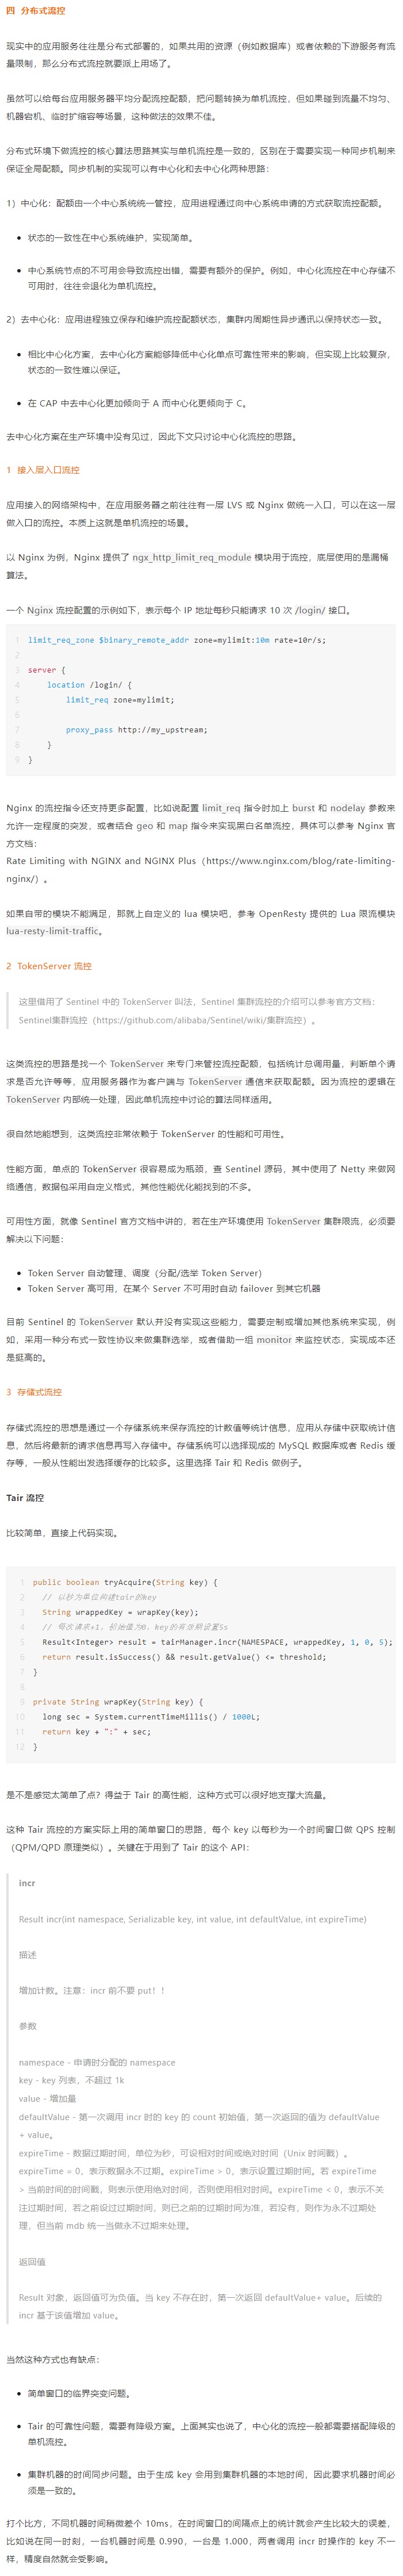 四 分布式流控
现实中的应用服务往往是分布式部署的，如果共用的资源（例如数据库）或者依赖的下游服务有流
量限制，那么分布式流控就要派上用场了。
虽然可以给每台应用服务器平均分配流控配额，把问题转换为单机流控，但如果碰到流量不均匀、
机器宕机、临时扩缩容等场景，这种做法的效果不佳。
分布式环境下做流控的核心算法思路其实与单机流控是一致的，区别在于需要实现一种同步机制来
保证全局配额。同步机制的实现可以有中心化和去中心化两种思路：
1）中心化：配额由一个中心系统统一管控，应用进程通过向中心系统申请的方式获取流控配额。
• 状态的一致性在中心系统维护，实现简单。
• 中心系统节点的不可用会导致流控出错，需要有额外的保护。例如，中心化流控在中心存储不
可用时，往往会退化为单机流控。
2）去中心化：应用进程独立保存和维护流控配额状态，集群内周期性异步通讯以保持状态一致。
• 相比中心化方案，去中心化方案能够降低中心化单点可靠性带来的影响，但实现上比较复杂，
状态的一致性难以保证。
• 在 CAP 中去中心化更加倾向于 A 而中心化更倾向于 C。
去中心化方案在生产环境中没有见过，因此下文只讨论中心化流控的思路。
1 接入层入口流控
应用接入的网络架构中，在应用服务器之前往往有一层 LVS 或 Nginx 做统一入口，可以在这一层
做入口的流控。本质上这就是单机流控的场景。
以 Nginx 为例，Nginx 提供了 ngx_http_limit_req_module 模块用于流控，底层使用的是漏桶
算法。
一个 Nginx 流控配置的示例如下，表示每个 IP 地址每秒只能请求 10 次 /login/ 接口。
1 limit_req_zone $binary_remote_addr zone=mylimit:10m rate=10r/s;
2
3 server {
4 location /login/ {
5 limit_req zone=mylimit;
6
7 proxy_pass http://my_upstream;
8 }
9 }
Nginx 的流控指令还支持更多配置，比如说配置 limit_req 指令时加上 burst 和 nodelay 参数来
允许一定程度的突发，或者结合 geo 和 map 指令来实现黑白名单流控，具体可以参考 Nginx 官
方文档：
Rate Limiting with NGINX and NGINX Plus（https://www.nginx.com/blog/rate-limiting-
nginx/）。
如果自带的模块不能满足，那就上自定义的 lua 模块吧，参考 OpenResty 提供的 Lua 限流模块
lua-resty-limit-traffic。
2 TokenServer 流控
这里借用了 Sentinel 中的 TokenServer 叫法，Sentinel 集群流控的介绍可以参考官方文档：
Sentinel集群流控（https://github.com/alibaba/Sentinel/wiki/集群流控）。
这类流控的思路是找一个 TokenServer 来专门来管控流控配额，包括统计总调用量，判断单个请
求是否允许等等，应用服务器作为客户端与 TokenServer 通信来获取配额。因为流控的逻辑在
TokenServer 内部统一处理，因此单机流控中讨论的算法同样适用。
很自然地能想到，这类流控非常依赖于 TokenServer 的性能和可用性。
性能方面，单点的 TokenServer 很容易成为瓶颈，查 Sentinel 源码，其中使用了 Netty 来做网
络通信，数据包采用自定义格式，其他性能优化能找到的不多。
可用性方面，就像 Sentinel 官方文档中讲的，若在生产环境使用 TokenServer 集群限流，必须要
解决以下问题：
• Token Server 自动管理、调度（分配/选举 Token Server）
• Token Server 高可用，在某个 Server 不可用时自动 failover 到其它机器
目前 Sentinel 的 TokenServer 默认并没有实现这些能力，需要定制或增加其他系统来实现，例
如，采用一种分布式一致性协议来做集群选举，或者借助一组 monitor 来监控状态，实现成本还
是挺高的。
3 存储式流控
存储式流控的思想是通过一个存储系统来保存流控的计数值等统计信息，应用从存储中获取统计信
息，然后将最新的请求信息再写入存储中。存储系统可以选择现成的 MySQL 数据库或者 Redis 缓
存等，一般从性能出发选择缓存的比较多。这里选择 Tair 和 Redis 做例子。
Tair 流控
比较简单，直接上代码实现。
1 public boolean tryAcquire(String key) {
2 // 以秒为单位构建tair的key
3 String wrappedKey = wrapKey(key);
4 // 每次请求+1，初始值为0，key的有效期设置5s
5 Result<Integer> result = tairManager.incr(NAMESPACE, wrappedKey, 1, 0, 5);
6 return result.isSuccess() && result.getValue() <= threshold;
7 }
8
9 private String wrapKey(String key) {
10 long sec = System.currentTimeMillis() / 1000L;
11 return key + ":" + sec;
12 }
是不是感觉太简单了点？得益于 Tair 的高性能，这种方式可以很好地支撑大流量。
这种 Tair 流控的方案实际上用的简单窗口的思路，每个 key 以每秒为一个时间窗口做 QPS 控制
（QPM/QPD 原理类似）。关键在于用到了 Tair 的这个 API：
incr
Result incr(int namespace, Serializable key, int value, int defaultValue, int expireTime)
描述
增加计数。注意：incr 前不要 put！！
参数
namespace - 申请时分配的 namespace
key - key 列表，不超过 1k
value - 增加量
defaultValue - 第一次调用 incr 时的 key 的 count 初始值，第一次返回的值为 defaultValue
+ value。
expireTime - 数据过期时间，单位为秒，可设相对时间或绝对时间（Unix 时间戳）。
expireTime = 0，表示数据永不过期。expireTime > 0，表示设置过期时间。若 expireTime
> 当前时间的时间戳，则表示使用绝对时间，否则使用相对时间。expireTime < 0，表示不关
注过期时间，若之前设过过期时间，则已之前的过期时间为准，若没有，则作为永不过期处
理，但当前 mdb 统一当做永不过期来处理。
返回值
Result 对象，返回值可为负值。当 key 不存在时，第一次返回 defaultValue+ value。后续的
incr 基于该值增加 value。
当然这种方式也有缺点：
• 简单窗口的临界突变问题。
• Tair 的可靠性问题，需要有降级方案。上面其实也说了，中心化的流控一般都需要搭配降级的
单机流控。
• 集群机器的时间同步问题。由于生成 key 会用到集群机器的本地时间，因此要求机器时间必
须是一致的。
打个比方，不同机器时间稍微差个 10ms，在时间窗口的间隔点上的统计就会产生比较大的误差，
比如说在同一时刻，一台机器时间是 0.990，一台是 1.000，两者调用 incr 时操作的 key 不一
样，精度自然就会受影响。